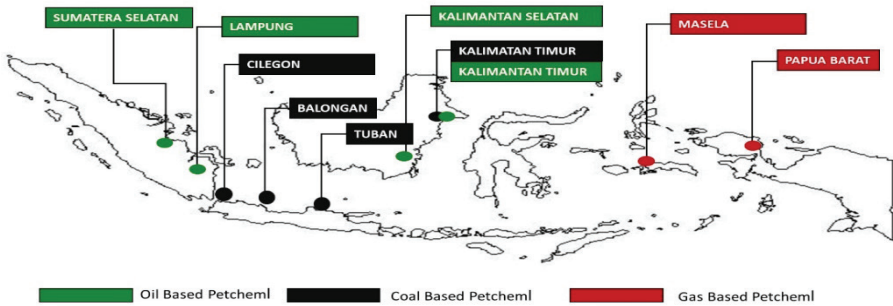 SUMATERA SELATAN
LAMPUNG
CILEGON
BALONGAN
TUBAN
KALIMANTAN SELATAN
KALIMATAN TIMUR
KALIMANTAN TIMUR
MASELA
PAPUA BARAT
Oil Based Petcheml
Coal Based Petcheml
Gas Based Petcheml